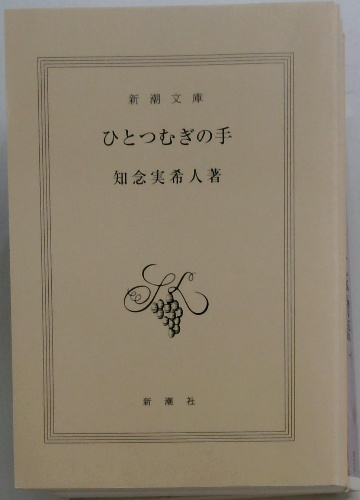 新潮文庫
ひとつむぎの手
知念実希人著
新潮社